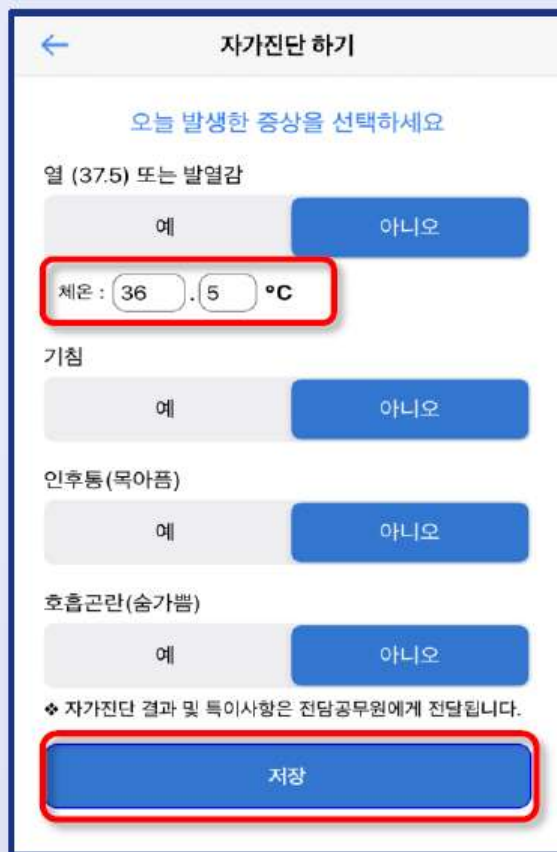 ← 자가진단 하기
오늘 발생한 증상을 선택하세요
열 (37.5) 또는 발열감
예 아니오
체온 : 36 . 5 °C
기침
예 아니오
인후통(목아픔)
예 아니오
호흡곤란(숨가쁨)
예 아니오
❖ 자가진단 결과 및 특이사항은 전담공무원에게 전달됩니다.
저장